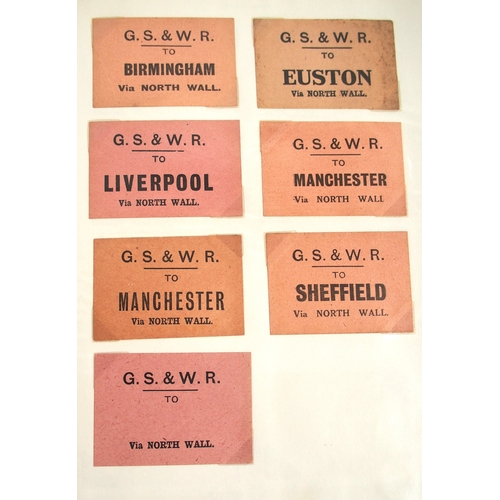 G. S. & W. R.
TO
BIRMINGHAM
Via NORTH WALL.
G. S. & W. R.
TO
EUSTON
Via NORTH WALL.
G. S. & W. R.
TO
LIVERPOOL
Via NORTH WALL.
G. S. & W. R.
TO
MANCHESTER
Via NORTH WALL
G. S. & W. R.
TO
MANCHESTER
Via NORTH WALL.
G. S. & W. R.
TO
SHEFFIELD
Via NORTH WALL.
G. S. & W. R.
TO
Via NORTH WALL.